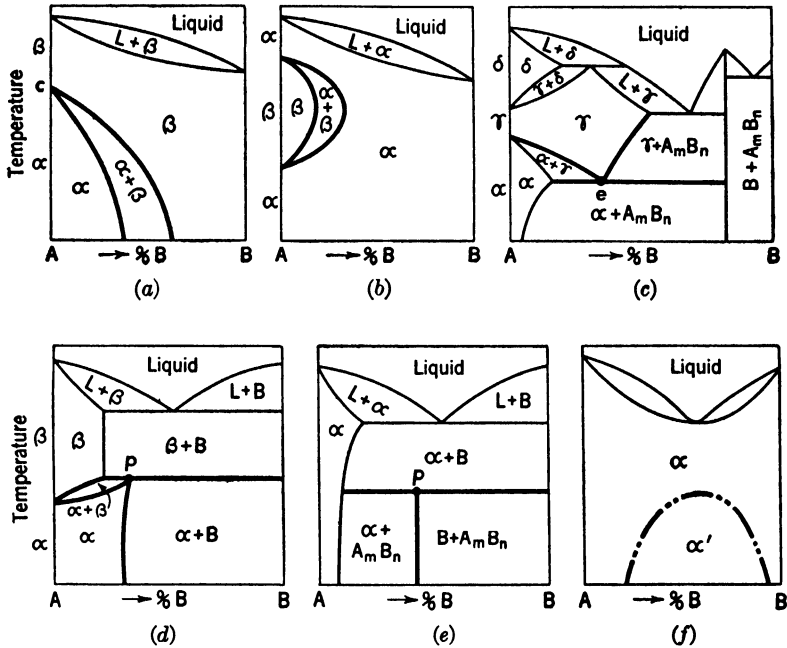 Temperature
β
c
α
Liquid
L + β
β
α
α + β
A → % B B
(a)
α
β
α
Liquid
L + α
β
α + β
α
A → % B B
(b)
δ
γ
α
Liquid
L + δ
δ
γ + δ
L + γ
γ
γ + AmBn
α + γ
α
e
α + AmBn
B + AmBn
A → % B B
(c)
Temperature
β
α
Liquid
L + β
L + B
β
β + B
P
α + β
α
α + B
A → % B B
(d)
Liquid
L + α
L + B
α
α + B
P
α + AmBn
B + AmBn
A → % B B
(e)
Liquid
α
α′
A → % B B
(f)